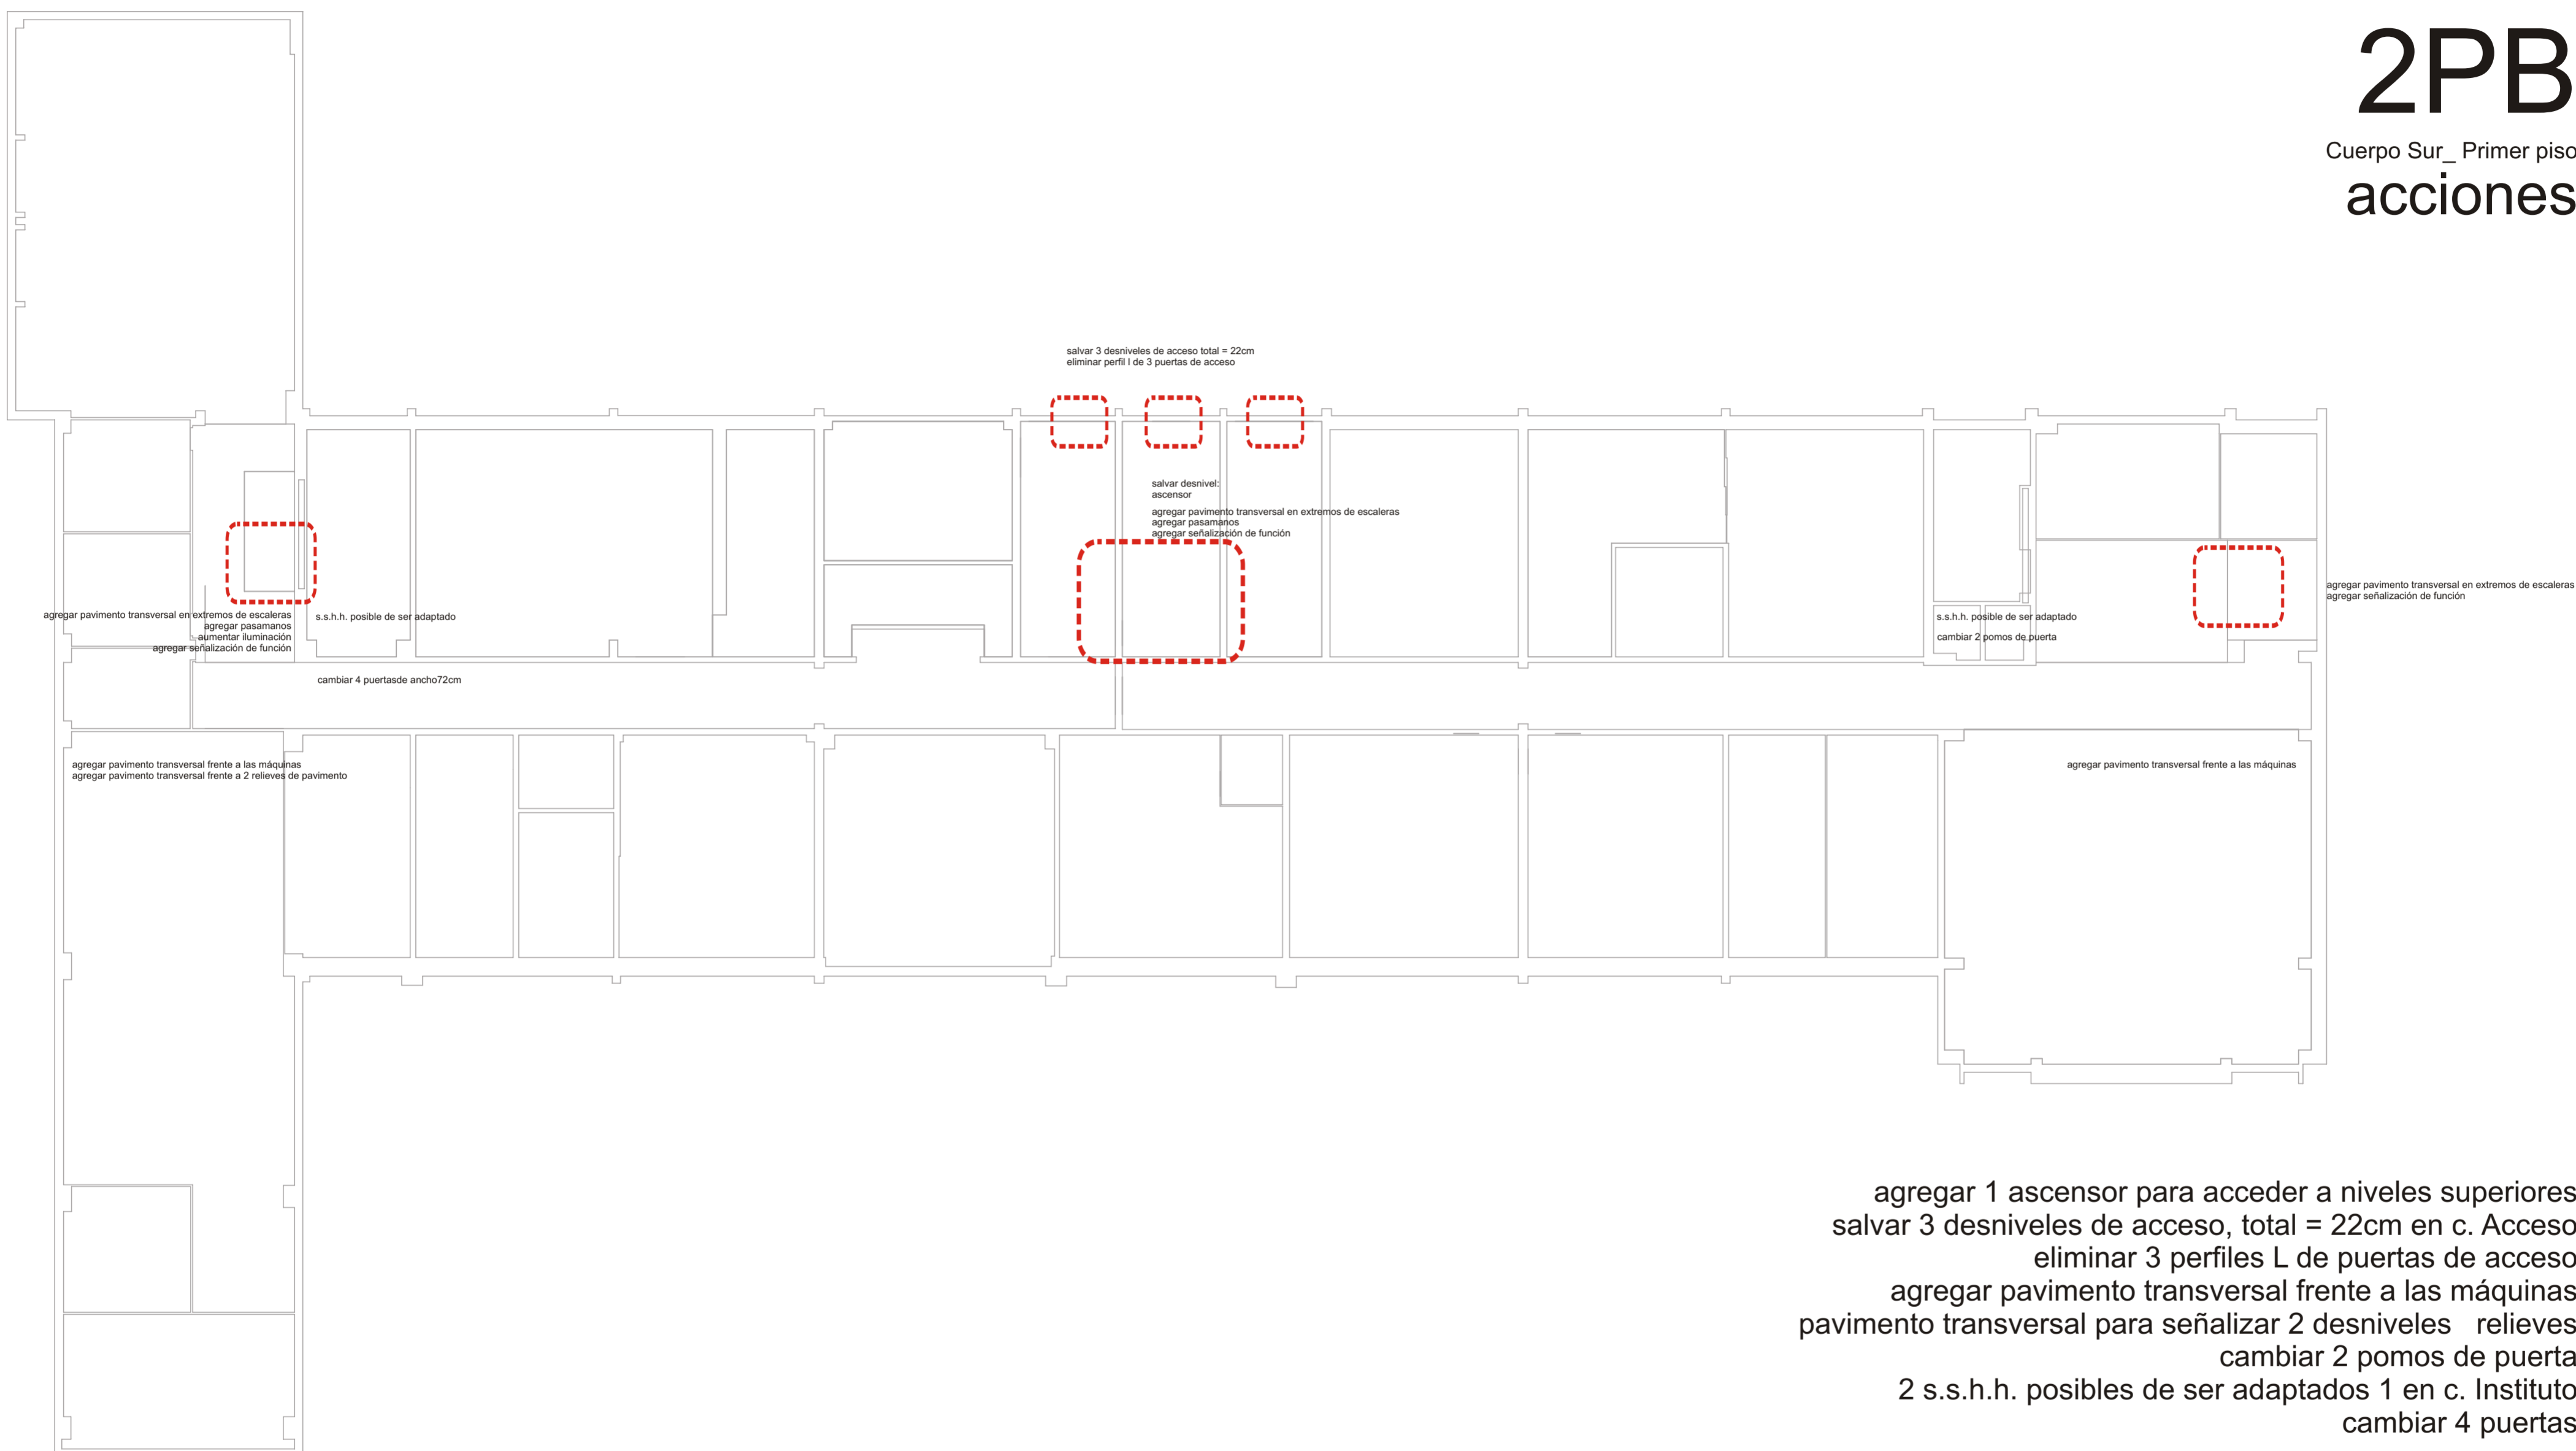 2PB
Cuerpo Sur_ Primer piso
acciones
salvar 3 desniveles de acceso total = 22cm
eliminar perfil l de 3 puertas de acceso
salvar desnivel:
ascensor
agregar pavimento transversal en extremos de escaleras
agregar pasamanos
agregar señalización de función
agregar pavimento transversal en extremos de escaleras
agregar señalización de función
agregar pavimento transversal en extremos de escaleras
agregar pasamanos
aumentar iluminación
agregar señalización de función
s.s.h.h. posible de ser adaptado
s.s.h.h. posible de ser adaptado
cambiar 2 pomos de puerta
cambiar 4 puertasde ancho72cm
agregar pavimento transversal frente a las máquinas
agregar pavimento transversal frente a 2 relieves de pavimento
agregar pavimento transversal frente a las máquinas
agregar 1 ascensor para acceder a niveles superiores
salvar 3 desniveles de acceso, total = 22cm en c. Acceso
eliminar 3 perfiles L de puertas de acceso
agregar pavimento transversal frente a las máquinas
pavimento transversal para señalizar 2 desniveles relieves
cambiar 2 pomos de puerta
2 s.s.h.h. posibles de ser adaptados 1 en c. Instituto
cambiar 4 puertas